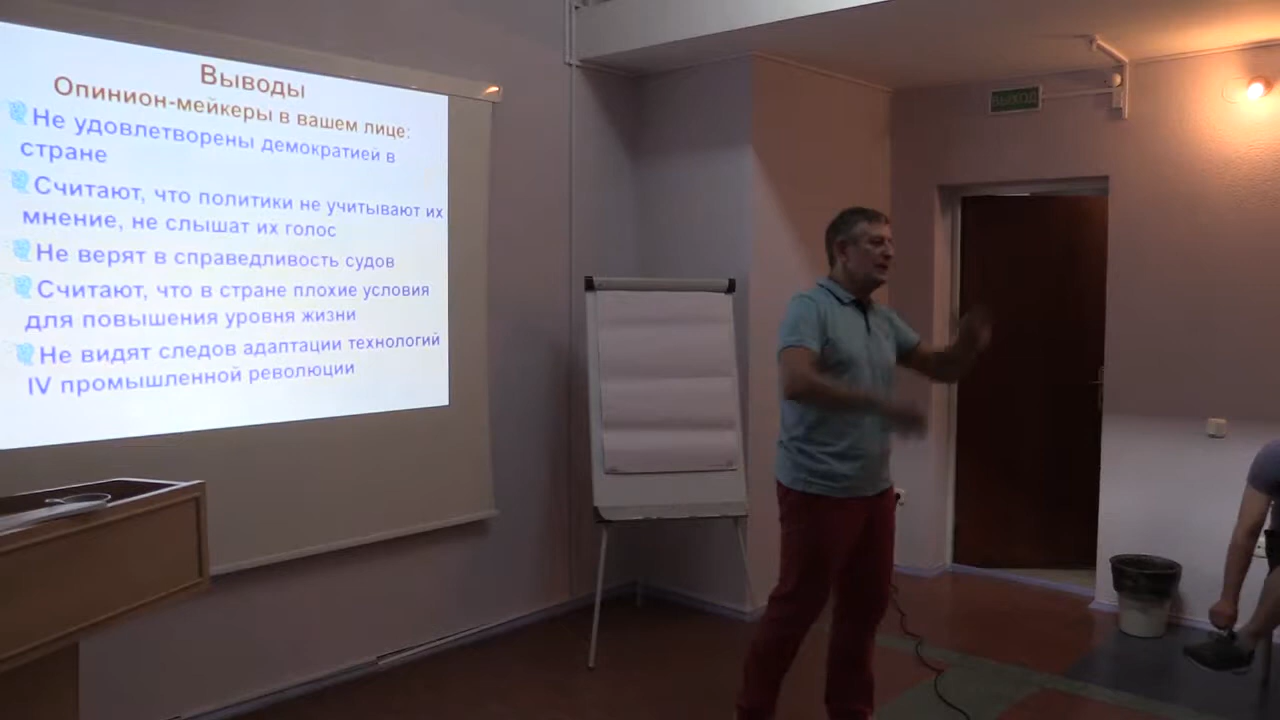 Выводы
Опинион-мейкеры в вашем лице:
Не удовлетворены демократией в
стране
Считают, что политики не учитывают их
мнение, не слышат их голос
Не верят в справедливость судов
Считают, что в стране плохие условия
для повышения уровня жизни
Не видят следов адаптации технологий
IV промышленной революции
ВЫХОД